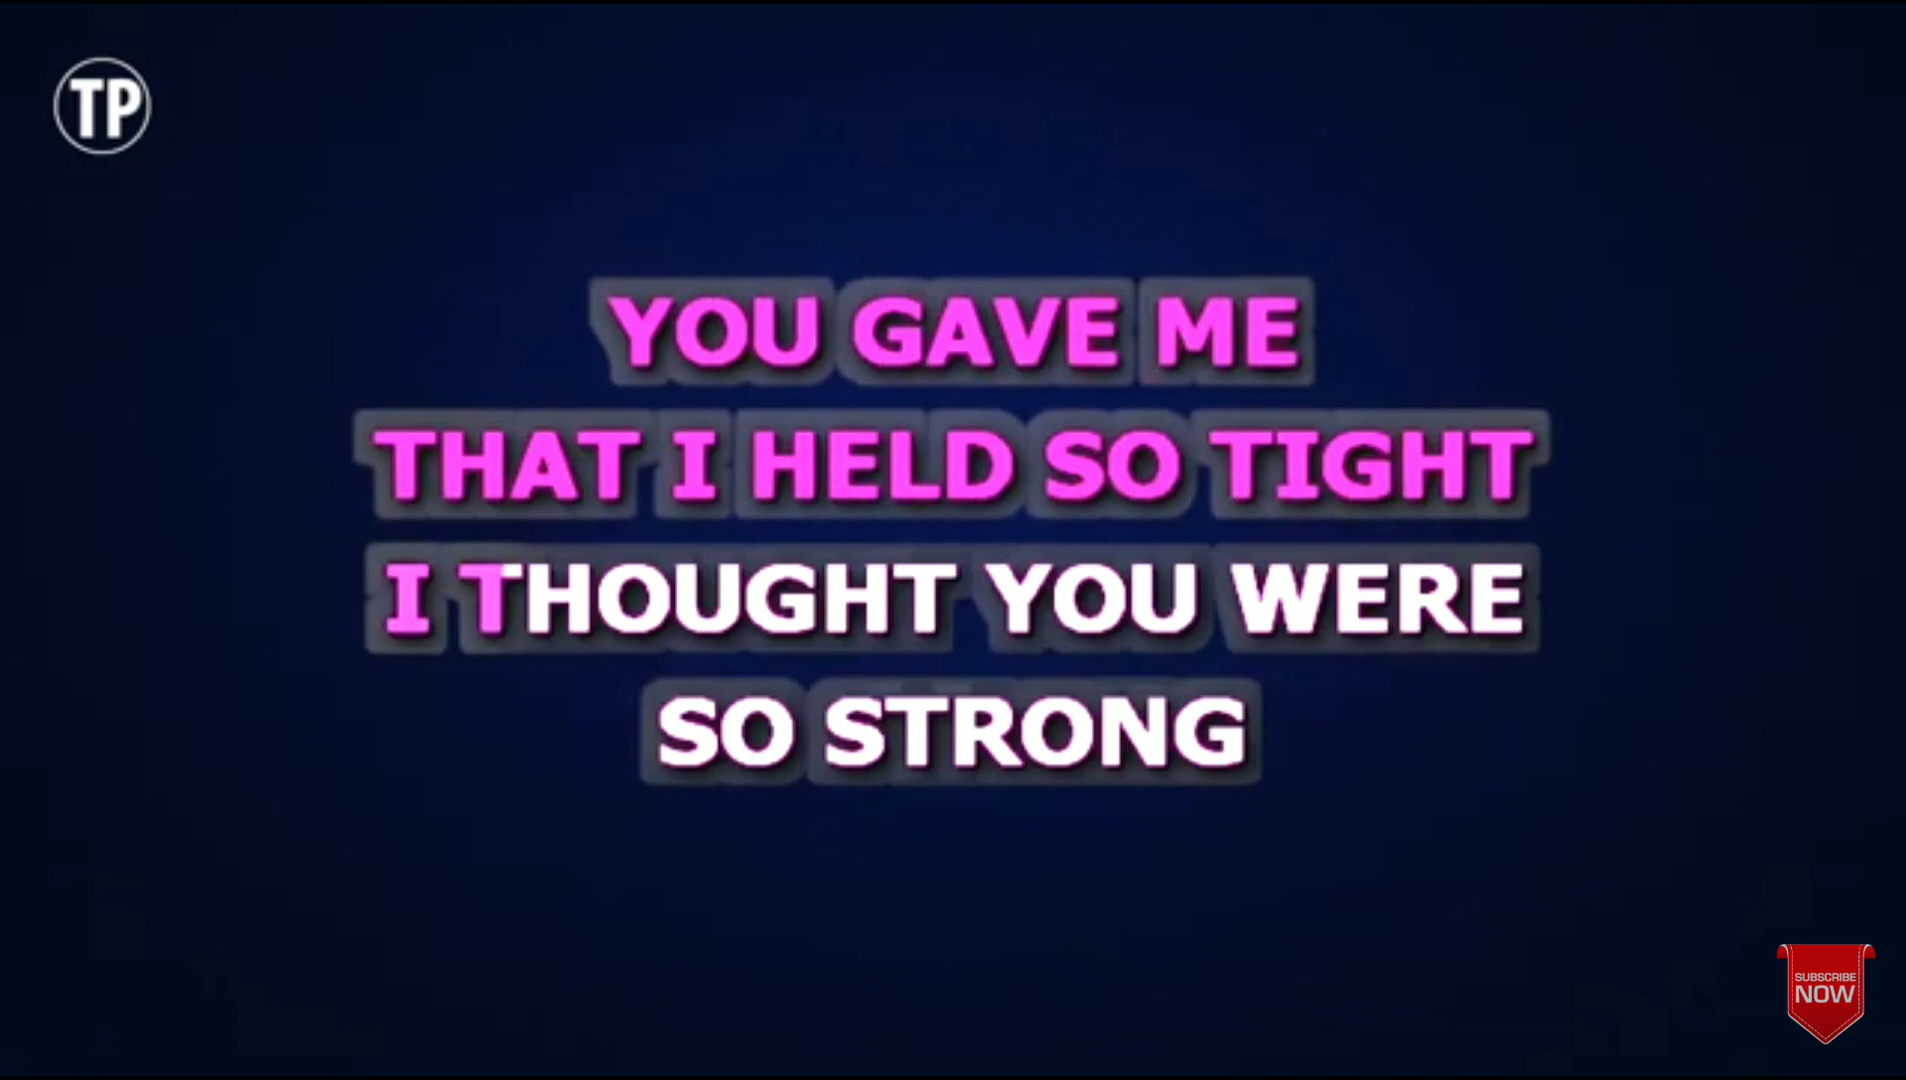 TP
YOU GAVE ME
THAT I HELD SO TIGHT
I THOUGHT YOU WERE
SO STRONG
SUBSCRIBE
NOW